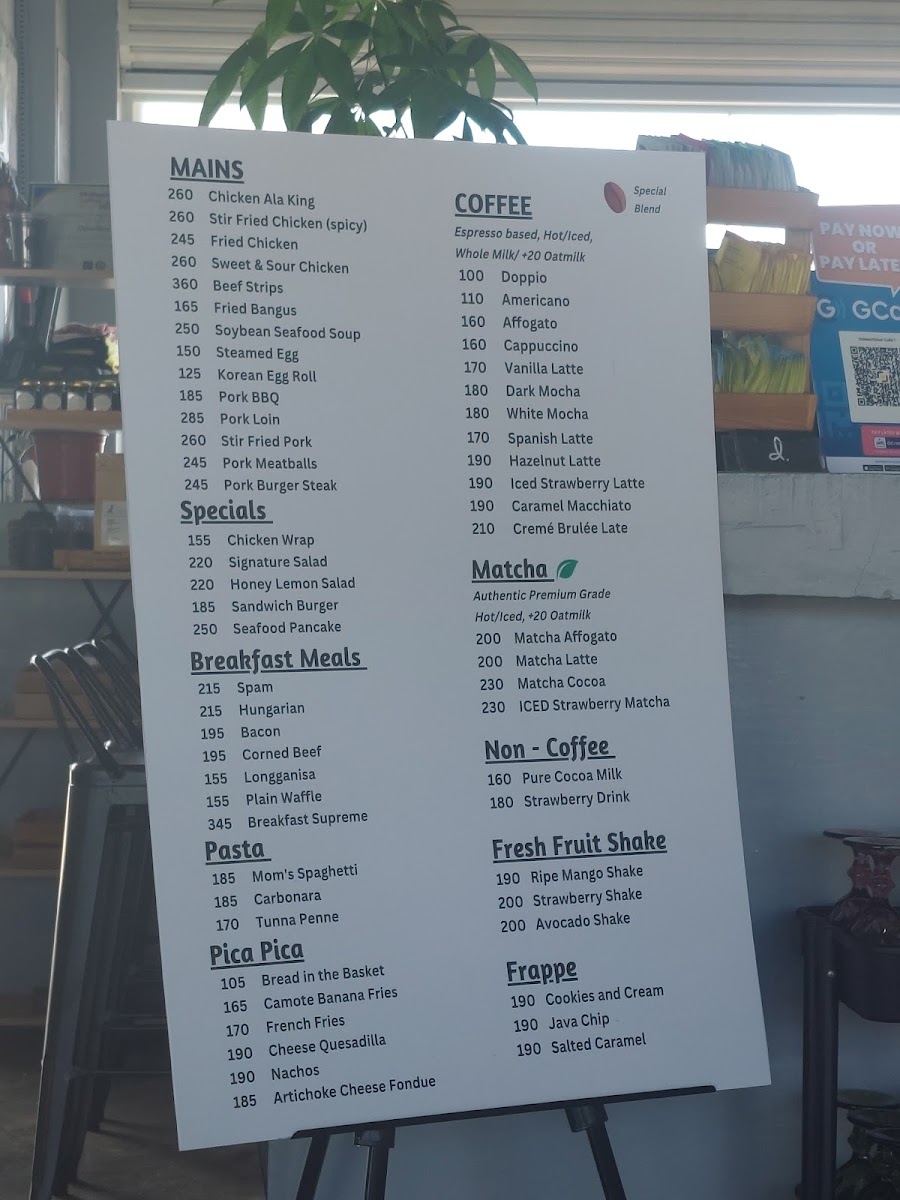 MAINS
260 Chicken Ala King
260 Stir Fried Chicken (spicy)
245 Fried Chicken
260 Sweet & Sour Chicken
360 Beef Strips
165 Fried Bangus
250 Soybean Seafood Soup
150 Steamed Egg
125 Korean Egg Roll
185 Pork BBQ
285 Pork Loin
260 Stir Fried Pork
245 Pork Meatballs
245 Pork Burger Steak
Specials
155 Chicken Wrap
220 Signature Salad
220 Honey Lemon Salad
185 Sandwich Burger
250 Seafood Pancake
Breakfast Meals
215 Spam
215 Hungarian
195 Bacon
195 Corned Beef
155 Longganisa
155 Plain Waffle
345 Breakfast Supreme
Pasta
185 Mom's Spaghetti
185 Carbonara
170 Tunna Penne
Pica Pica
105 Bread in the Basket
165 Camote Banana Fries
170 French Fries
190 Cheese Quesadilla
190 Nachos
185 Artichoke Cheese Fondue
COFFEE
Special
Blend
Espresso based, Hot/Iced,
Whole Milk/ +20 Oatmilk
100 Doppio
110 Americano
160 Affogato
160 Cappuccino
170 Vanilla Latte
180 Dark Mocha
180 White Mocha
170 Spanish Latte
190 Hazelnut Latte
190 Iced Strawberry Latte
190 Caramel Macchiato
210 Cremé Brulée Late
Matcha
Authentic Premium Grade
Hot/Iced, +20 Oatmilk
200 Matcha Affogato
200 Matcha Latte
230 Matcha Cocoa
230 ICED Strawberry Matcha
Non - Coffee
160 Pure Cocoa Milk
180 Strawberry Drink
Fresh Fruit Shake
190 Ripe Mango Shake
200 Strawberry Shake
200 Avocado Shake
Frappe
190 Cookies and Cream
190 Java Chip
190 Salted Caramel
PAY NOW
OR
PAY LATE
GCa